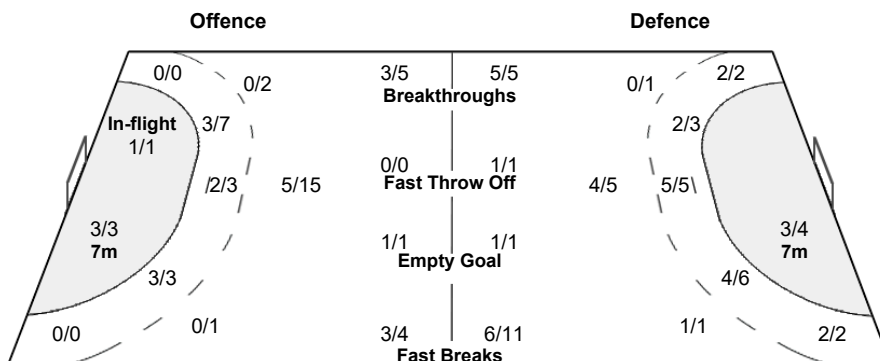 Offence Defence
0/0 0/2 3/5 5/5 0/1 2/2
Breakthroughs
In-flight 3/7 2/3
1/1
0/0 1/1
2/3 5/15 Fast Throw Off 4/5 5/5
3/3 3/4
7m 1/1 1/1 7m
Empty Goal
3/3 4/6
0/0 0/1 3/4 6/11 1/1 2/2
Fast Breaks